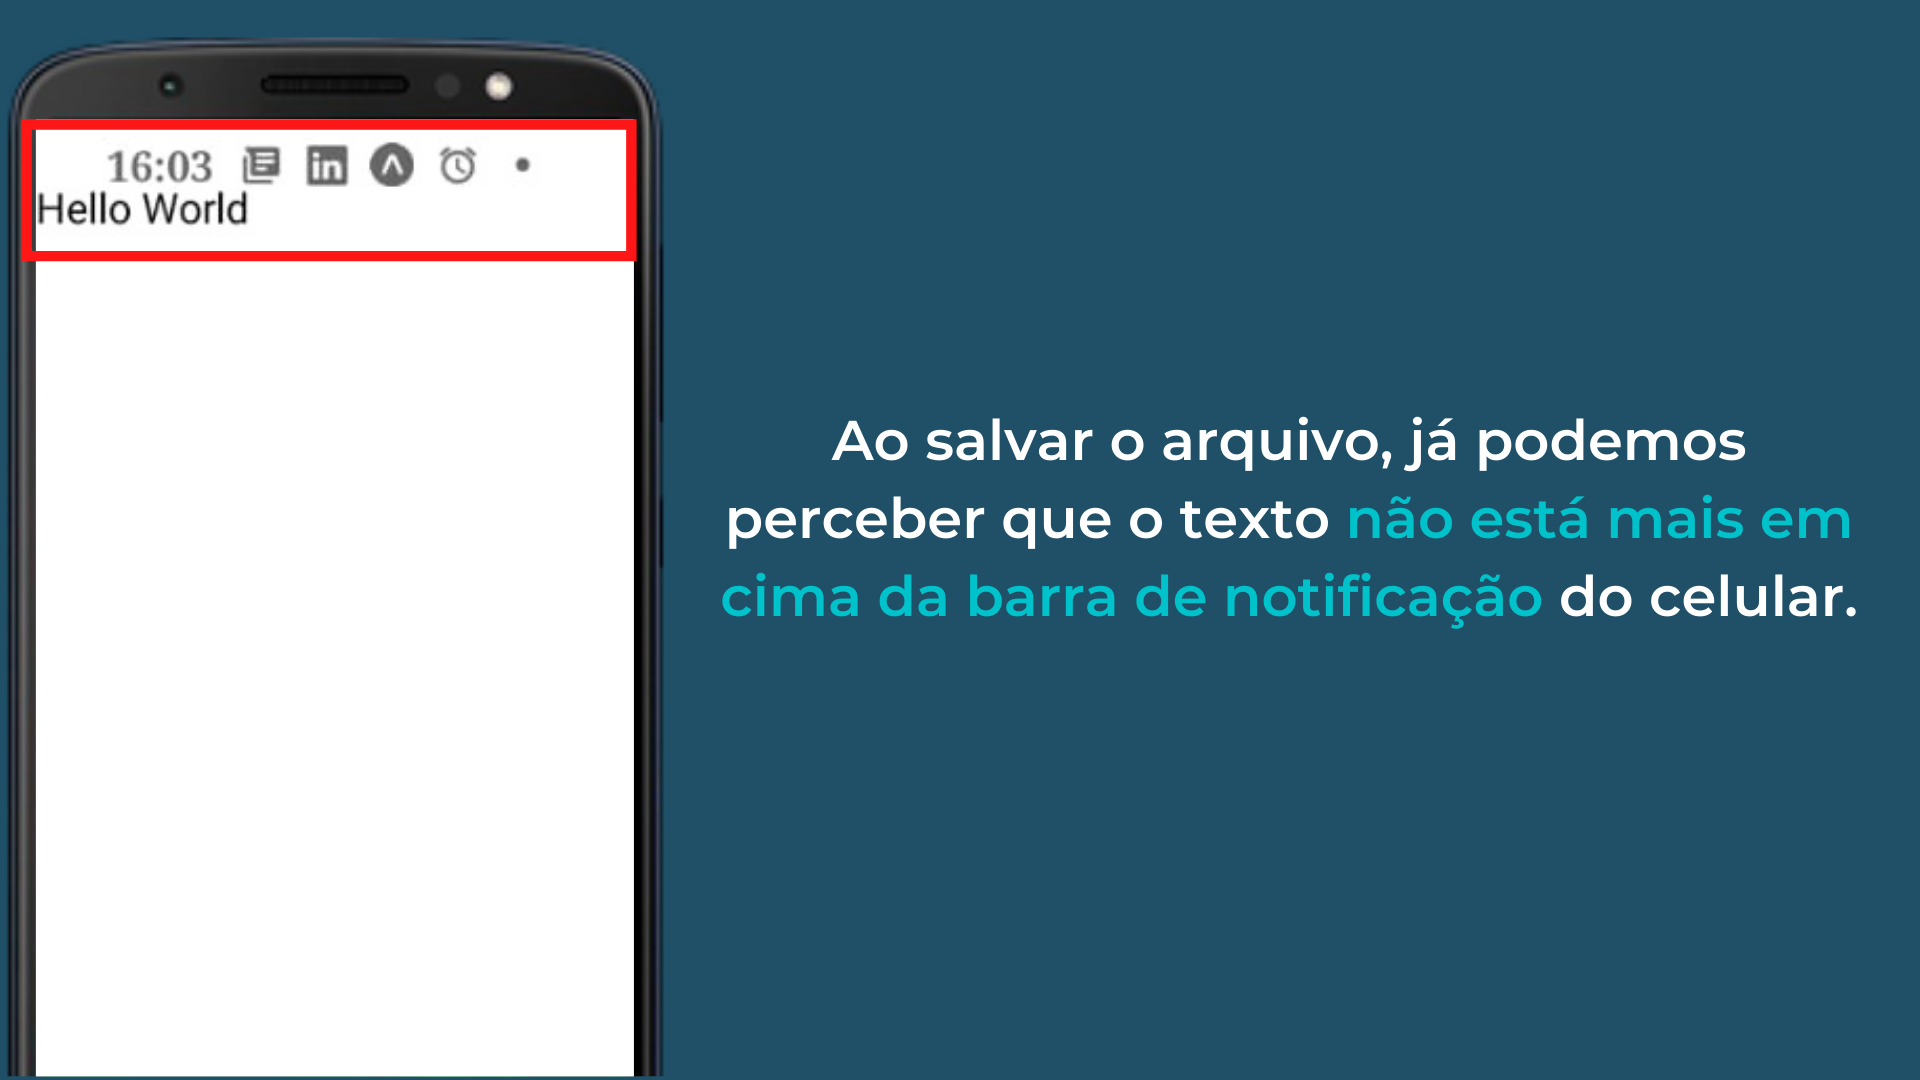 16:03
in
Hello World
Ao salvar o arquivo, já podemos
perceber que o texto não está mais em
cima da barra de notificação do celular.